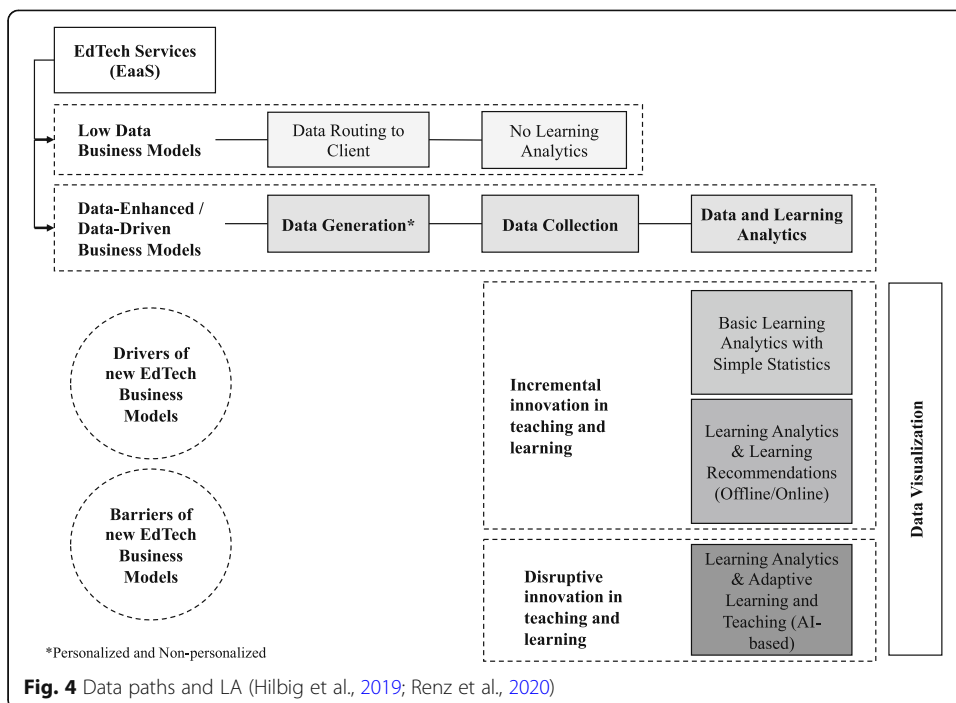 EdTech Services
(EaaS)
Low Data
Business Models
Data Routing to
Client
No Learning
Analytics
Data-Enhanced /
Data-Driven
Business Models
Data Generation*
Data Collection
Data and Learning
Analytics
Drivers of
new EdTech
Business
Models
Barriers of
new EdTech
Business
Models
Incremental
innovation in
teaching and
learning
Basic Learning
Analytics with
Simple Statistics
Learning Analytics
& Learning
Recommendations
(Offline/Online)
Disruptive
innovation in
teaching and
learning
Learning Analytics
& Adaptive
Learning and
Teaching (AI-
based)
Data Visualization
*Personalized and Non-personalized
Fig. 4 Data paths and LA (Hilbig et al., 2019; Renz et al., 2020)